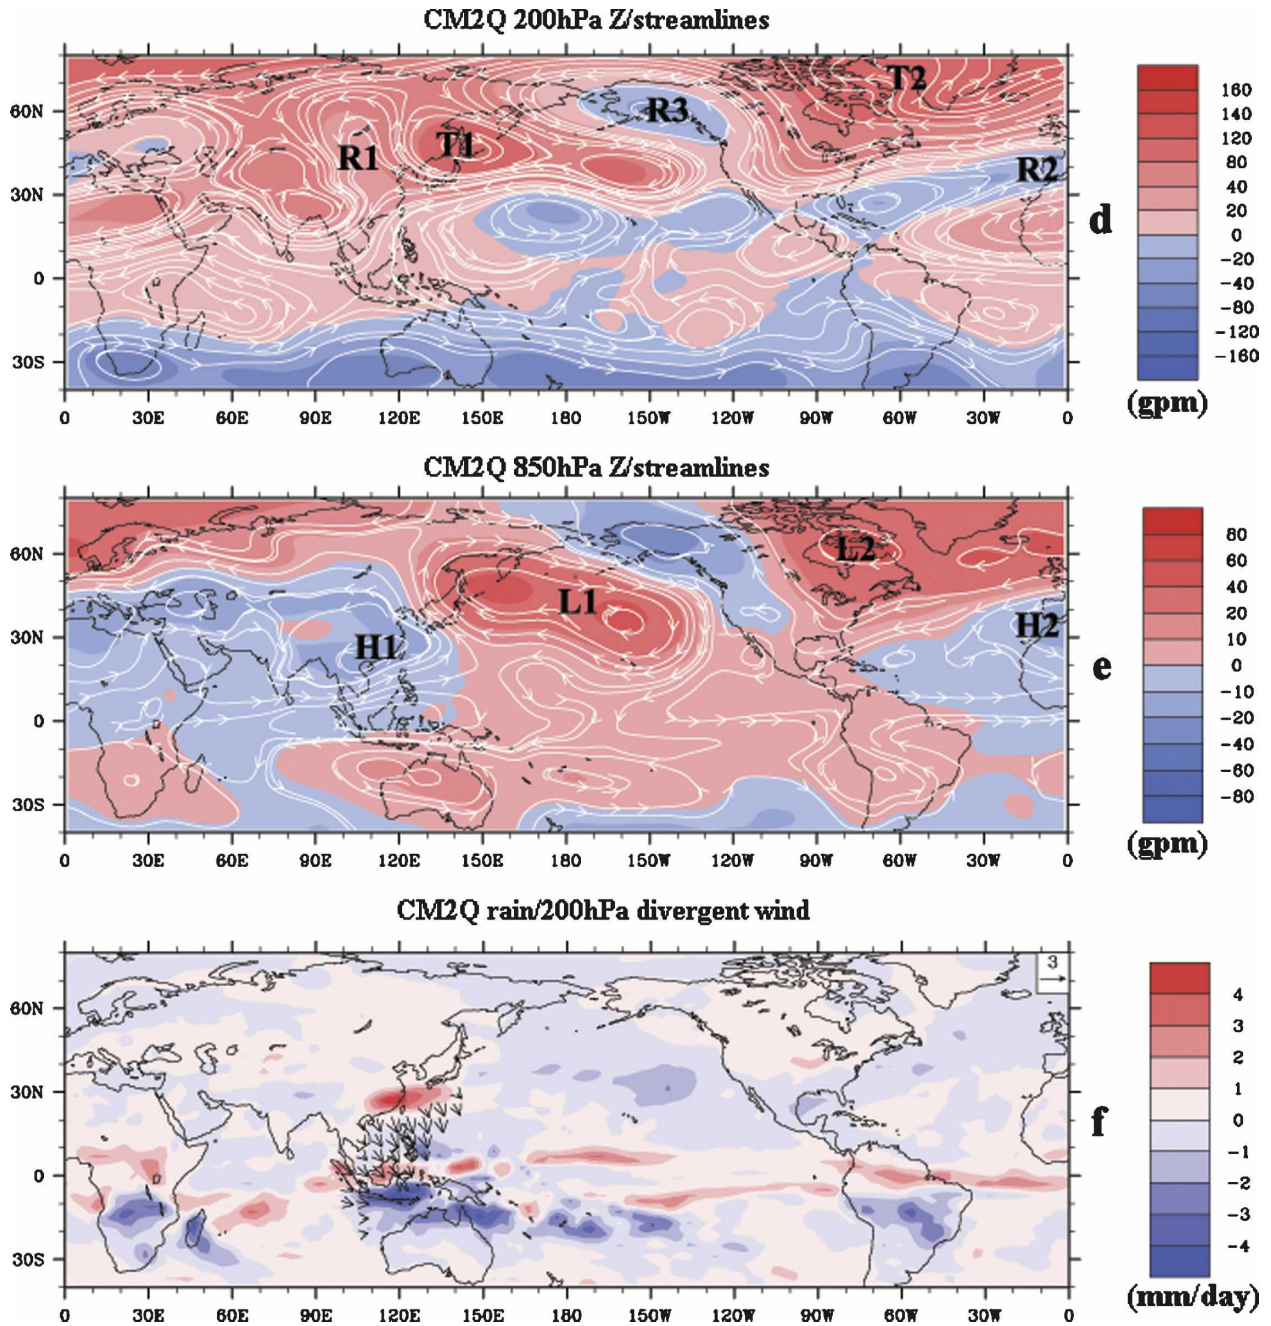 CM2Q 200hPa Z/streamlines
60N
30N
0
30S
0 30E 60E 90E 120E 150E 180 150W 120W 90W 60W 30W 0
R1
T1
R3
T2
R2
d
160
140
120
80
40
20
0
-20
-40
-80
-120
-160
(gpm)
CM2Q 850hPa Z/streamlines
60N
30N
0
30S
0 30E 60E 90E 120E 150E 180 150W 120W 90W 60W 30W 0
H1
L1
L2
H2
e
80
60
40
20
10
0
-10
-20
-40
-60
-80
(gpm)
CM2Q rain/200hPa divergent wind
60N
30N
0
30S
0 30E 60E 90E 120E 150E 180 150W 120W 90W 60W 30W 0
3
f
4
3
2
1
0
-1
-2
-3
-4
(mm/day)